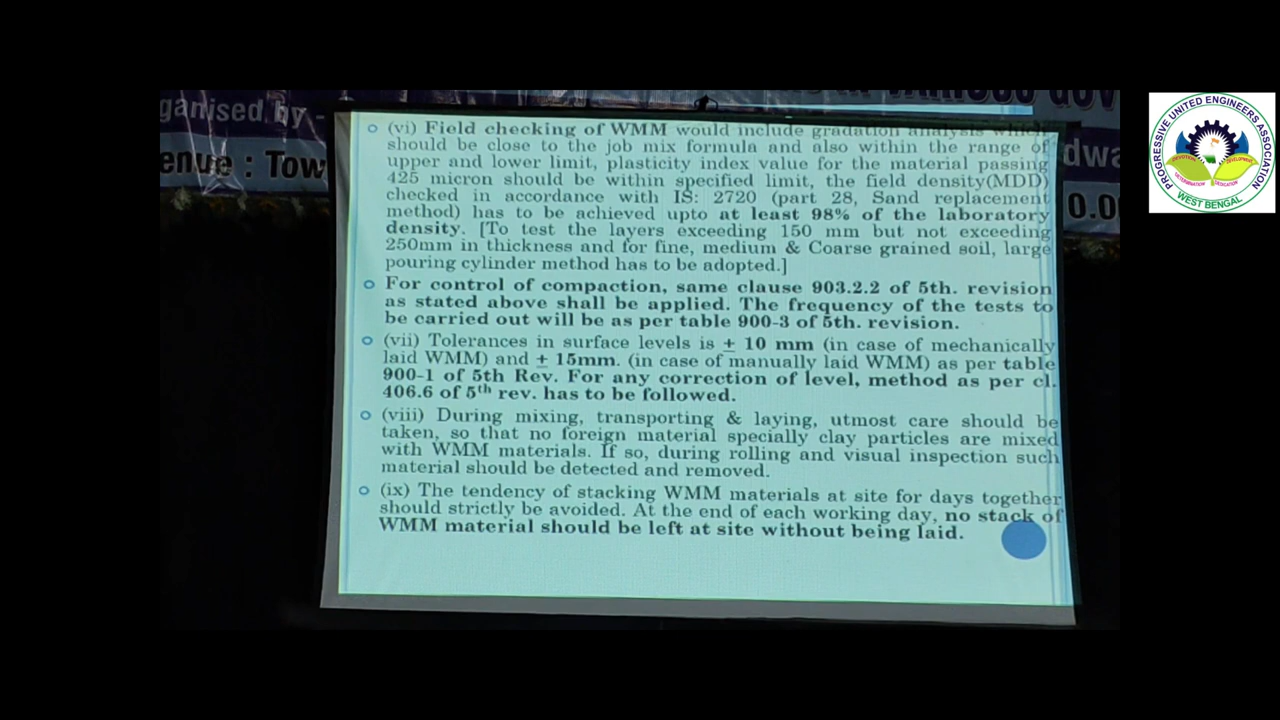 ganised by -
enue : Tow
dwa
0.00
(vi) Field checking of WMM would include gradation analysis which
should be close to the job mix formula and also within the range of
upper and lower limit, plasticity index value for the material passing
425 micron should be within specified limit, the field density(MDD)
checked in accordance with IS: 2720 (part 28, Sand replacement
method) has to be achieved upto at least 98% of the laboratory
density. [To test the layers exceeding 150 mm but not exceeding
250mm in thickness and for fine, medium & Coarse grained soil, large
pouring cylinder method has to be adopted.]
For control of compaction, same clause 903.2.2 of 5th. revision
as stated above shall be applied. The frequency of the tests to
be carried out will be as per table 900-3 of 5th. revision.
(vii) Tolerances in surface levels is ± 10 mm (in case of mechanically
laid WMM) and ± 15mm. (in case of manually laid WMM) as per table
900-1 of 5th Rev. For any correction of level, method as per cl.
406.6 of 5th rev. has to be followed.
(viii) During mixing, transporting & laying, utmost care should be
taken, so that no foreign material specially clay particles are mixed
with WMM materials. If so, during rolling and visual inspection such
material should be detected and removed.
(ix) The tendency of stacking WMM materials at site for days together
should strictly be avoided. At the end of each working day, no stack of
WMM material should be left at site without being laid.
PROGRESSIVE UNITED ENGINEERS ASSOCIATION
WEST BENGAL